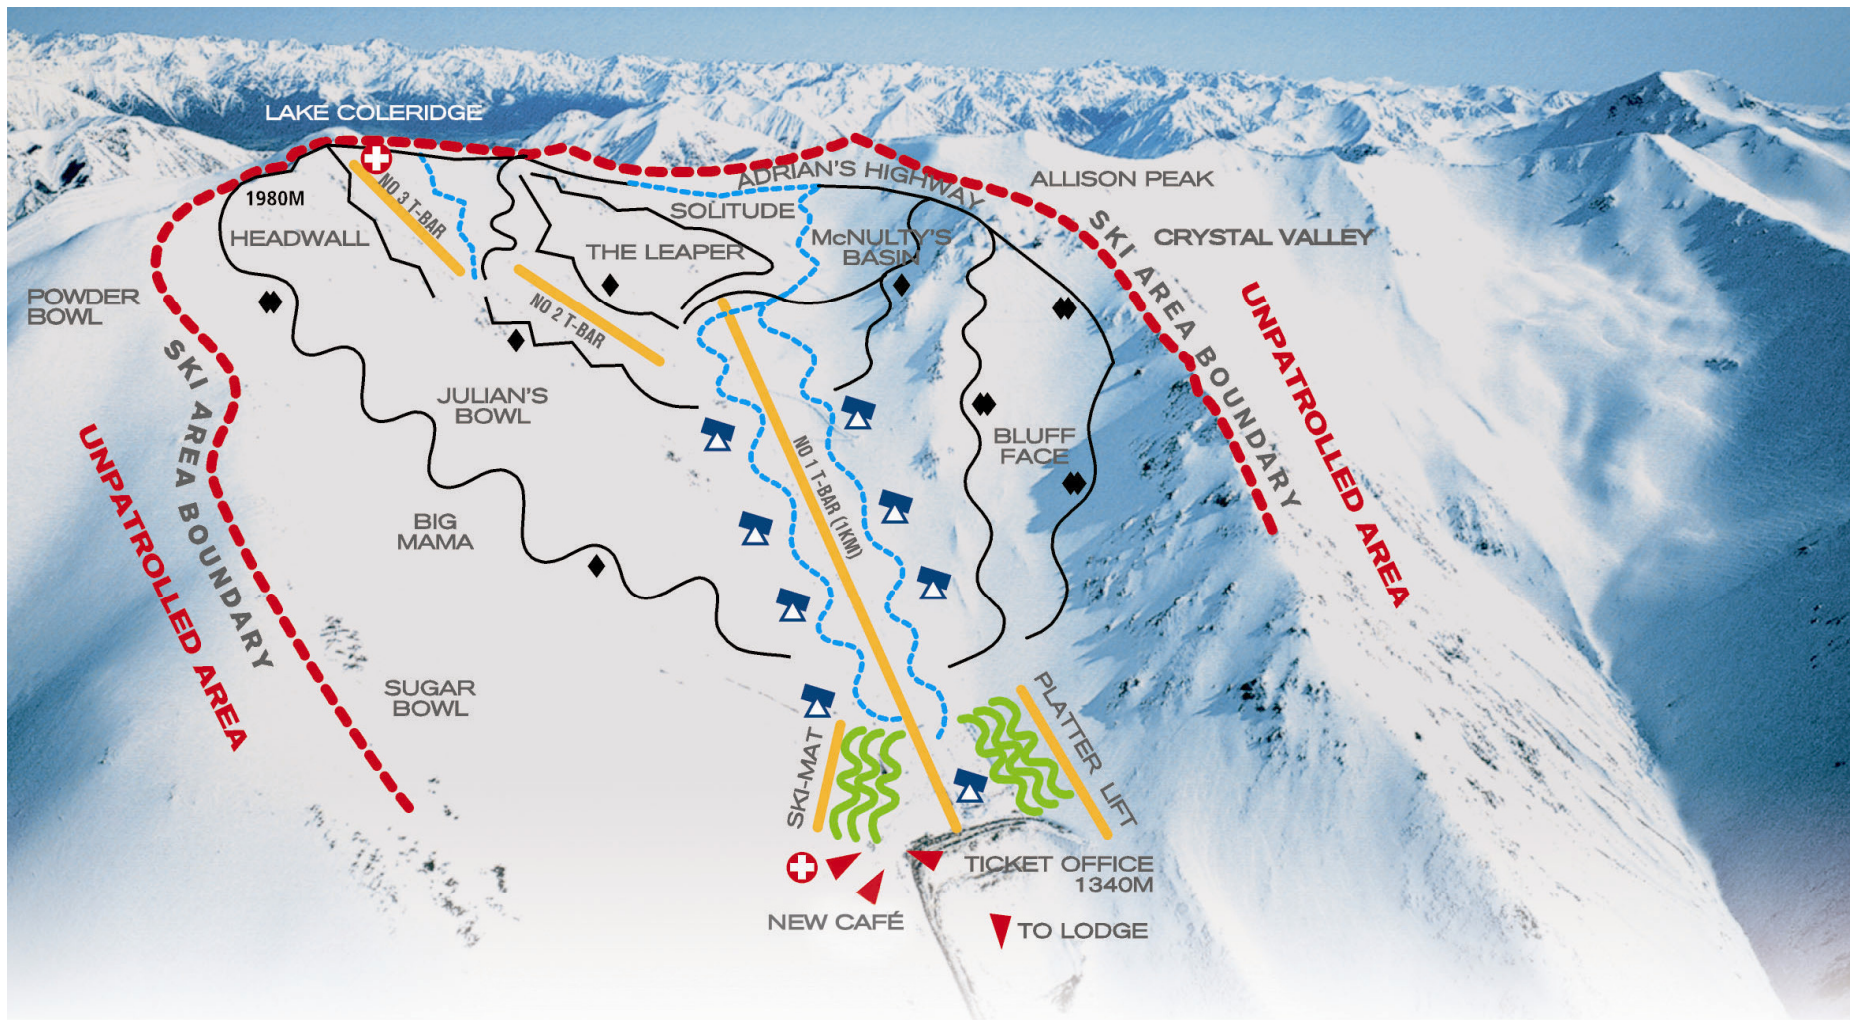 LAKE COLERIDGE
1980M
NO 3 T-BAR
ADRIAN'S HIGHWAY
ALLISON PEAK
HEADWALL
SOLITUDE
THE LEAPER
McNULTY'S
BASIN
CRYSTAL VALLEY
POWDER
BOWL
NO 2 T-BAR
SKI AREA BOUNDARY
UNPATROLLED AREA
SKI AREA BOUNDARY
UNPATROLLED AREA
JULIAN'S
BOWL
BLUFF
FACE
NO 1 T-BAR (1KM)
BIG
MAMA
SUGAR
BOWL
SKI-MAT
PLATTER LIFT
TICKET OFFICE
1340M
NEW CAFÉ
TO LODGE